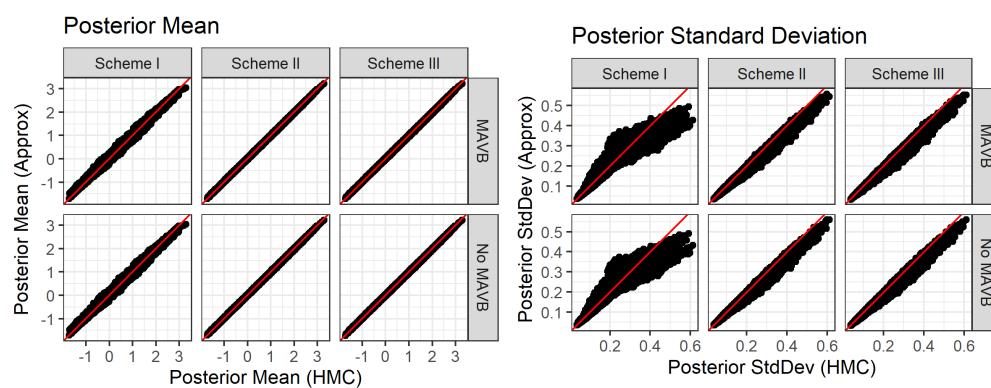 Posterior Mean
Scheme I Scheme II Scheme III
Posterior Mean (Approx)
3
2
1
0
-1
MAVB
3
2
1
0
-1
No MAVB
-1 0 1 2 3 -1 0 1 2 3 -1 0 1 2 3
Posterior Mean (HMC)
Posterior Standard Deviation
Scheme I Scheme II Scheme III
Posterior StdDev (Approx)
0.5
0.4
0.3
0.2
0.1
MAVB
0.5
0.4
0.3
0.2
0.1
No MAVB
0.2 0.4 0.6 0.2 0.4 0.6 0.2 0.4 0.6
Posterior StdDev (HMC)